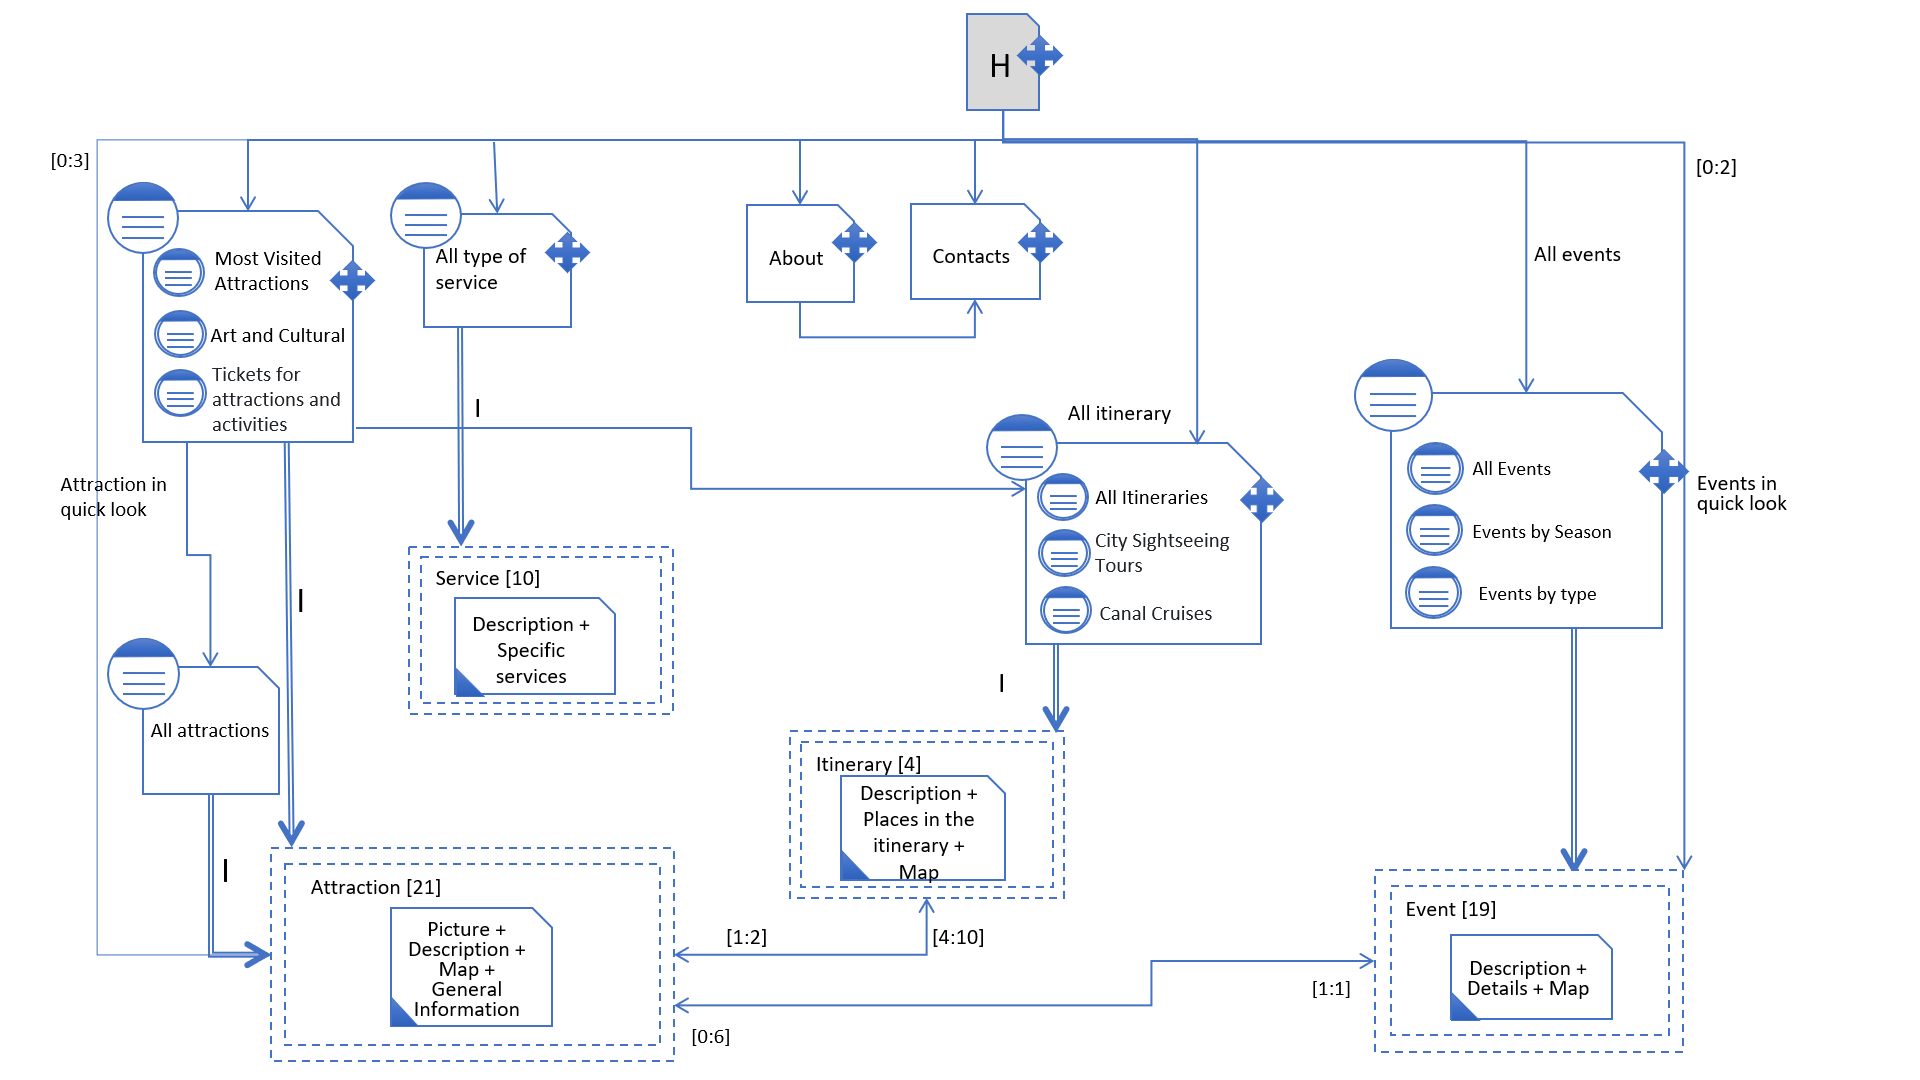 H
[0:3]
[0:2]
Most Visited
Attractions
Art and Cultural
Tickets for
attractions and
activities
All type of
service
About
Contacts
All events
I
All itinerary
All Itineraries
City Sightseeing
Tours
Canal Cruises
All Events
Events by Season
Events by type
Events in
quick look
Attraction in
quick look
I
Service [10]
Description +
Specific
services
I
All attractions
Itinerary [4]
Description +
Places in the
itinerary +
Map
I
Attraction [21]
Picture +
Description +
Map +
General
Information
[1:2]
[4:10]
Event [19]
Description +
Details + Map
[1:1]
[0:6]